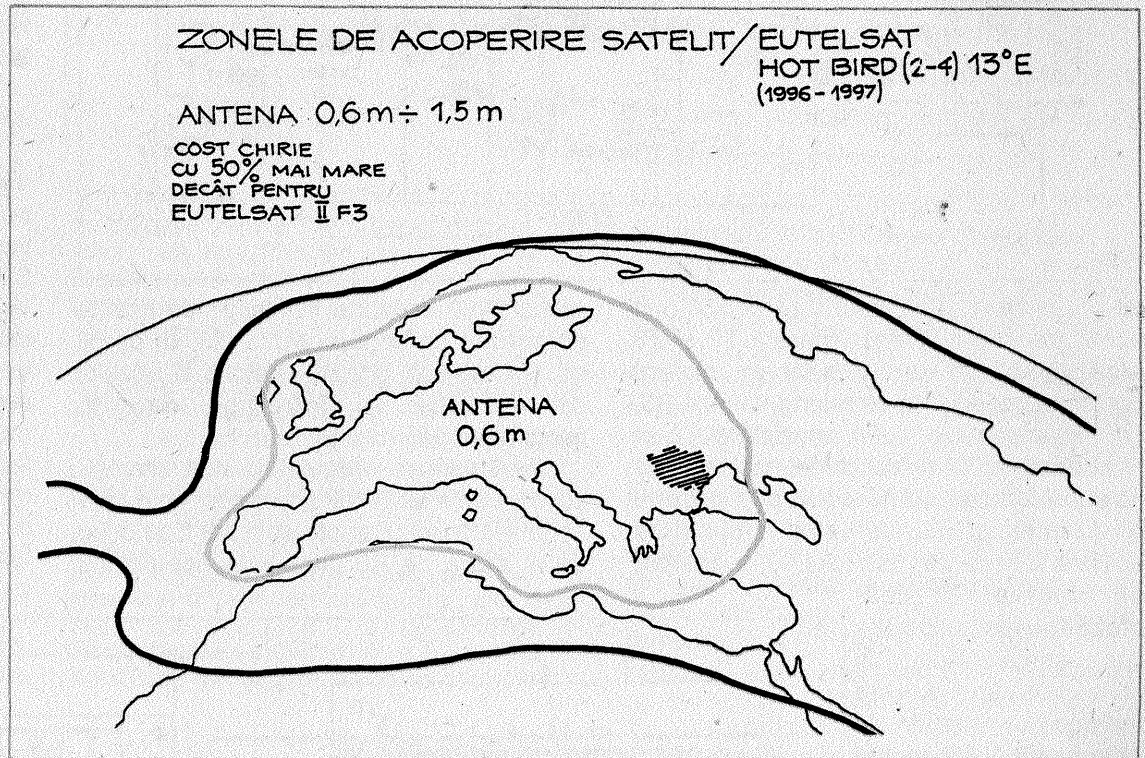 ZONELE DE ACOPERIRE SATELIT/EUTELSAT
HOT BIRD (2-4) 13°E
(1996-1997)
ANTENA 0,6 m ÷ 1,5 m
COST CHIRIE
CU 50% MAI MARE
DECÂT PENTRU
EUTELSAT II F3
ANTENA
0,6 m